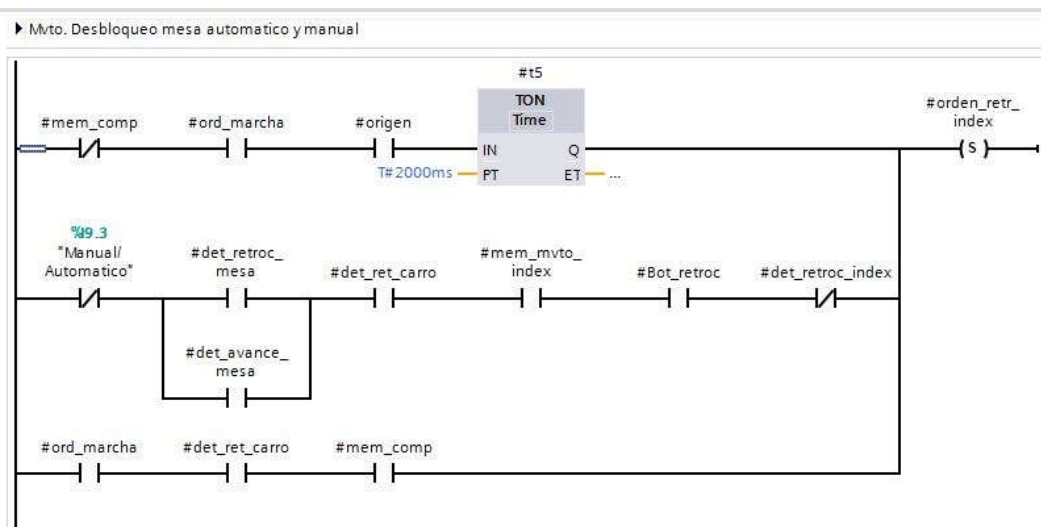 Mvto. Desbloqueo mesa automatico y manual
#t5
TON
Time
#orden_retr_
index
#mem_comp
#ord_marcha
#origen
S
IN
Q
T#2000ms
PT
ET
...
%I9.3
"Manual/
Automatico"
#det_retroc_
mesa
#det_ret_carro
#mem_mvto_
index
#Bot_retroc
#det_retroc_index
#det_avance_
mesa
#ord_marcha
#det_ret_carro
#mem_comp